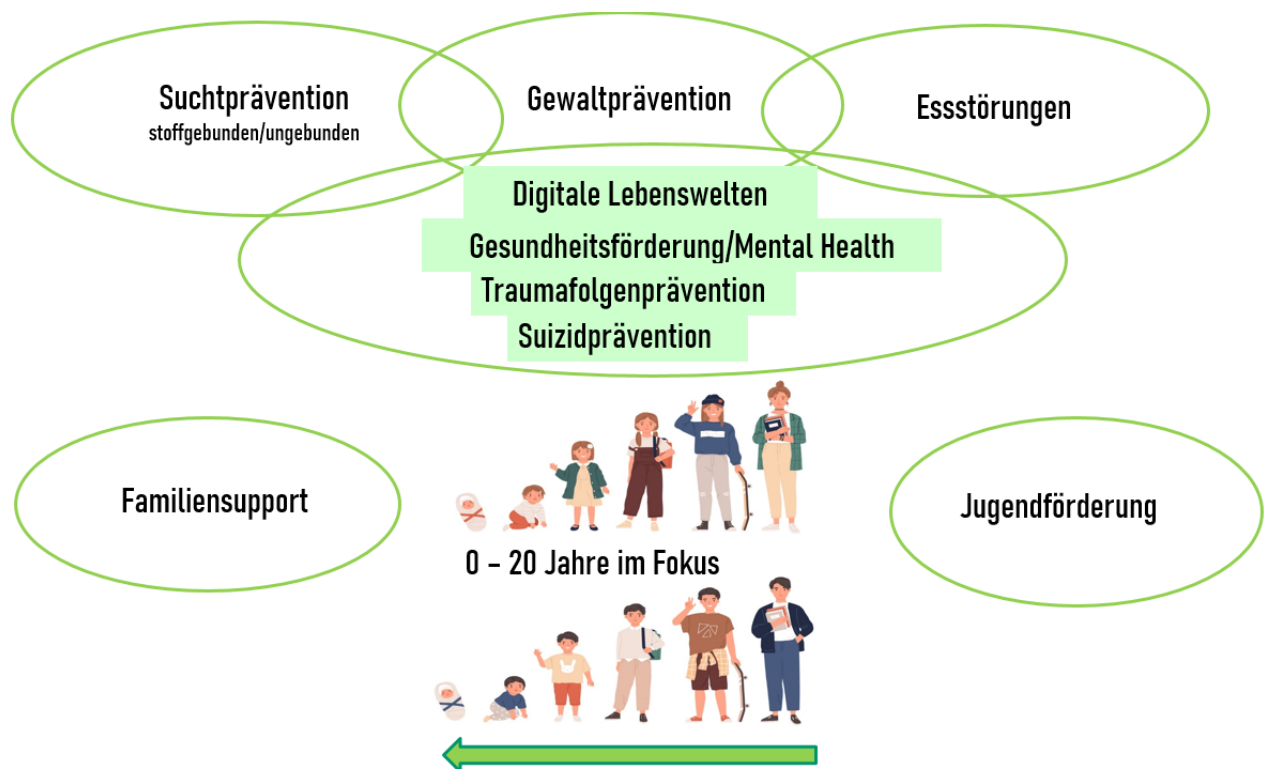 Suchtprävention
stoffgebunden/ungebunden
Gewaltprävention
Essstörungen
Digitale Lebenswelten
Gesundheitsförderung/Mental Health
Traumafolgenprävention
Suizidprävention
Familiensupport
Jugendförderung
0 – 20 Jahre im Fokus